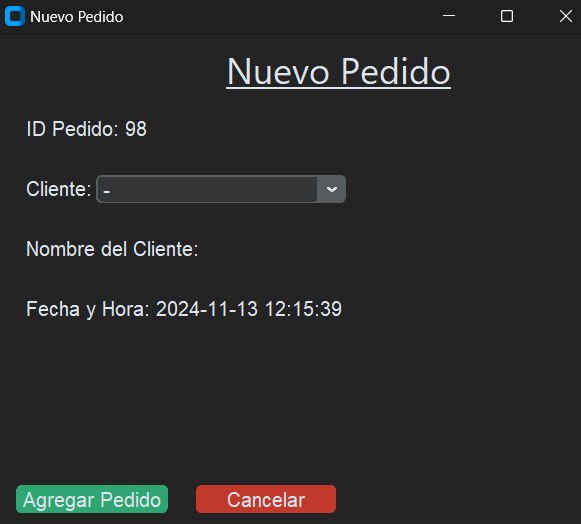 Nuevo Pedido
Nuevo Pedido
ID Pedido: 98
Cliente: -
Nombre del Cliente:
Fecha y Hora: 2024-11-13 12:15:39
Agregar Pedido Cancelar